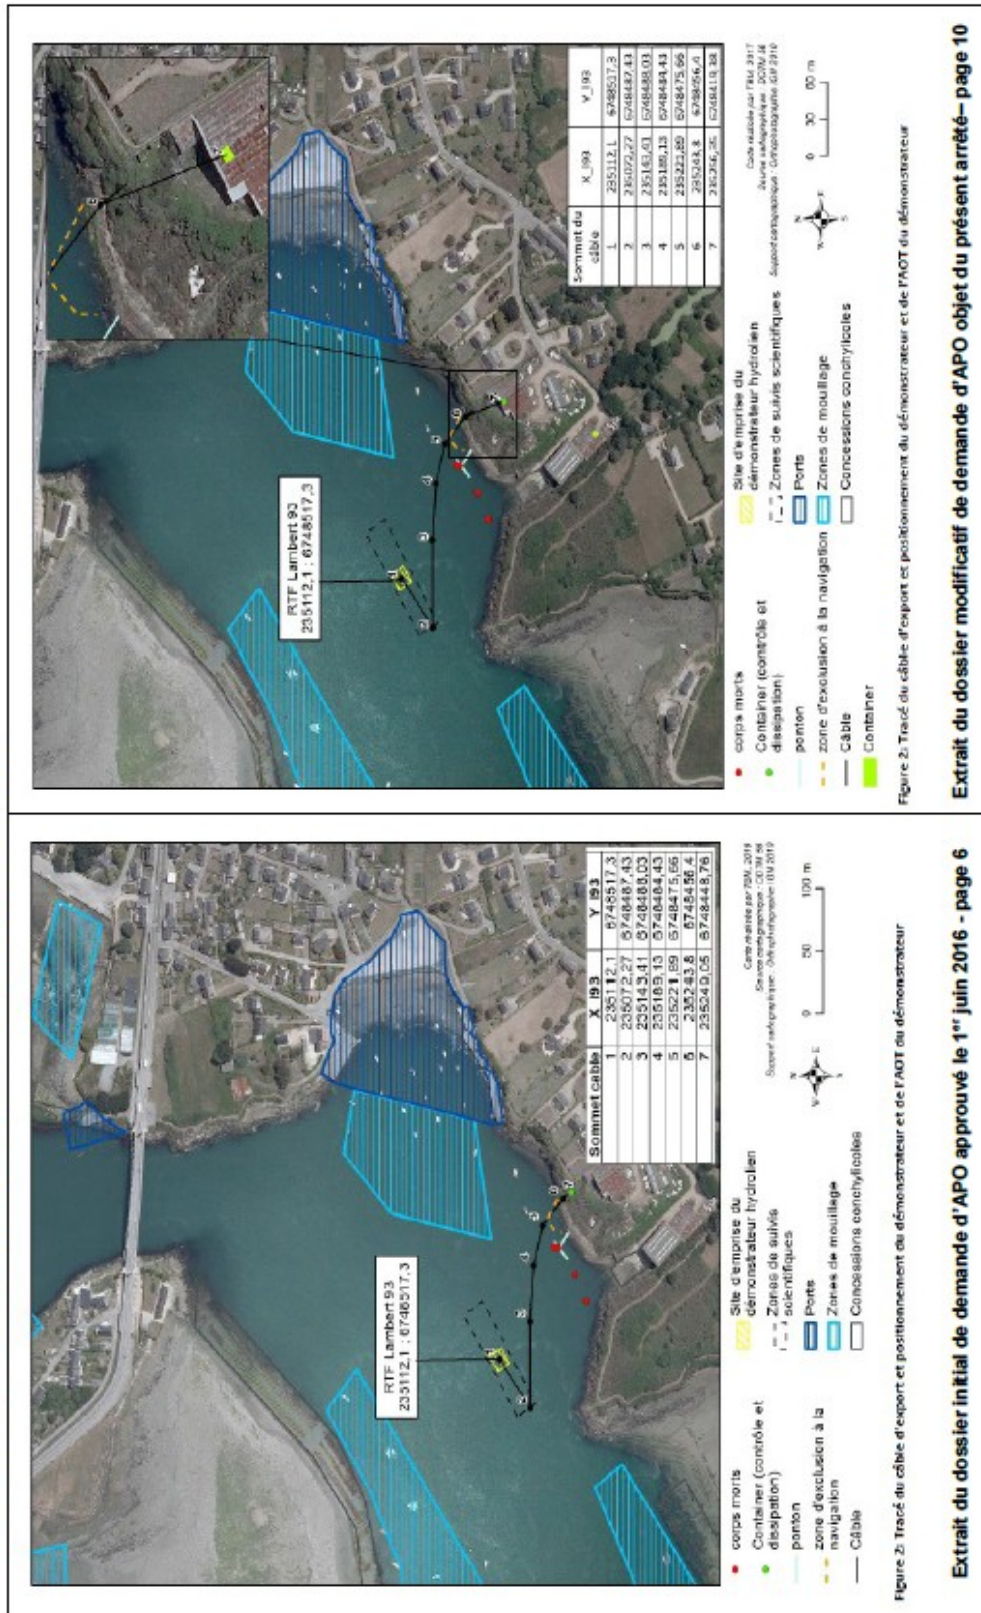 RTF Lambert 93
235112,1 : 6748517,3
Sommet cable X_l93 Y_l93
1 235112,1 6748517,3
2 235072,27 6748487,43
3 235143,41 6748488,03
4 235189,13 6748484,43
5 235221,89 6748475,66
6 235243,8 6748456,4
7 235249,05 6748448,76
corps morts
Container (contrôle et dissipation)
ponton
zone d'exclusion à la navigation
Câble
Site d'emprise du démonstrateur hydrolien
Zones de suivis scientifiques
Ports
Zones de mouillage
Concessions conchylicoles
N
W E
S
0 50 100 m
Figure 2: Tracé du câble d'export et positionnement du démonstrateur et de l'AOT du démonstrateur
Extrait du dossier initial de demande d'APO approuvé le 1er juin 2016 - page 6
RTF Lambert 93
235112,1 : 6748517,3
Sommet du câble X_l93 Y_l93
1 235112,1 6748517,3
2 235072,27 6748487,43
3 235143,41 6748488,03
4 235189,13 6748484,43
5 235221,89 6748475,66
6 235243,8 6748456,4
7
corps morts
Container (contrôle et dissipation)
ponton
zone d'exclusion à la navigation
Câble
Container
Site d'emprise du démonstrateur hydrolien
Zones de suivis scientifiques
Ports
Zones de mouillage
Concessions conchylicoles
N
W E
S
0 30 60 m
Figure 2: Tracé du câble d'export et positionnement du démonstrateur et de l'AOT du démonstrateur
Extrait du dossier modificatif de demande d'APO objet du présent arrêté– page 10